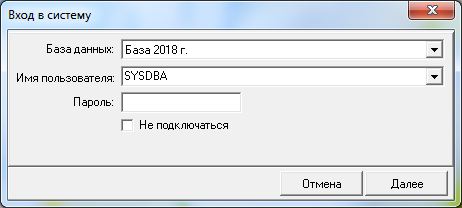 Вход в систему
База данных: База 2018 г.
Имя пользователя: SYSDBA
Пароль:
Не подключаться
Отмена Далее